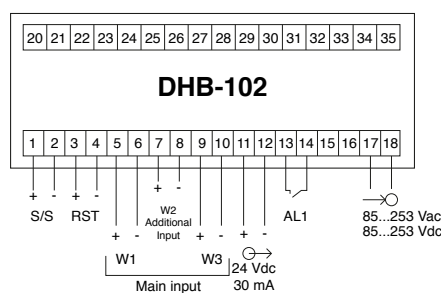 20 21 22 23 24 25 26 27 28 29 30 31 32 33 34 35
DHB-102
1 2 3 4 5 6 7 8 9 10 11 12 13 14 15 16 17 18
+ - + - + -
S/S RST W2 AL1 85...253 Vac
Additional 85...253 Vdc
Input
+ - + - + -
W1 W3 24 Vdc
Main input 30 mA